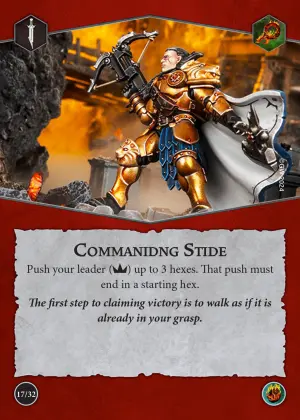 COMMANIDNG STIDE
Push your leader () up to 3 hexes. That push must
end in a starting hex.
The first step to claiming victory is to walk as if it is
already in your grasp.
17/32